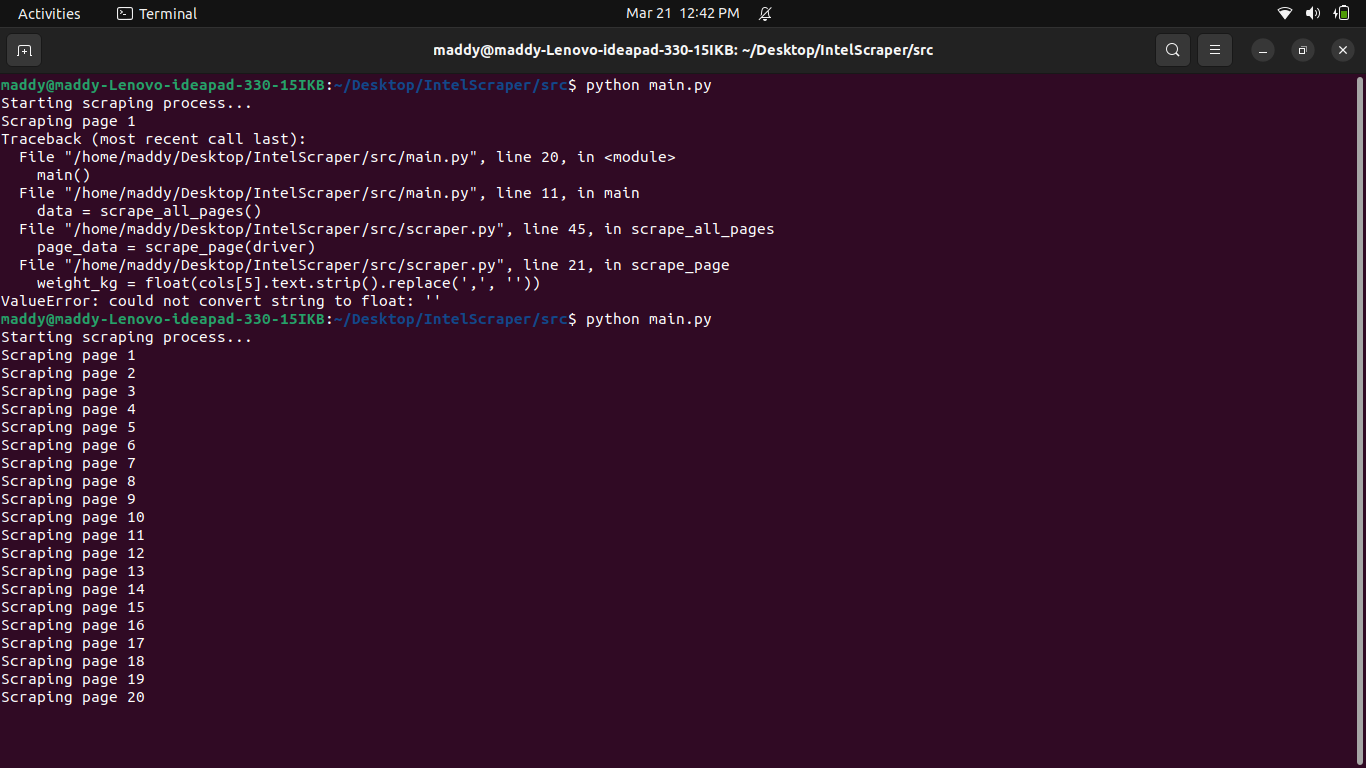 Activities
Terminal
Mar 21 12:42 PM
maddy@maddy-Lenovo-ideapad-330-15IKB: ~/Desktop/IntelScraper/src
maddy@maddy-Lenovo-ideapad-330-15IKB:~/Desktop/IntelScraper/src$ python main.py
Starting scraping process...
Scraping page 1
Traceback (most recent call last):
  File "/home/maddy/Desktop/IntelScraper/src/main.py", line 20, in <module>
    main()
  File "/home/maddy/Desktop/IntelScraper/src/main.py", line 11, in main
    data = scrape_all_pages()
  File "/home/maddy/Desktop/IntelScraper/src/scraper.py", line 45, in scrape_all_pages
    page_data = scrape_page(driver)
  File "/home/maddy/Desktop/IntelScraper/src/scraper.py", line 21, in scrape_page
    weight_kg = float(cols[5].text.strip().replace(',', ''))
ValueError: could not convert string to float: ''
maddy@maddy-Lenovo-ideapad-330-15IKB:~/Desktop/IntelScraper/src$ python main.py
Starting scraping process...
Scraping page 1
Scraping page 2
Scraping page 3
Scraping page 4
Scraping page 5
Scraping page 6
Scraping page 7
Scraping page 8
Scraping page 9
Scraping page 10
Scraping page 11
Scraping page 12
Scraping page 13
Scraping page 14
Scraping page 15
Scraping page 16
Scraping page 17
Scraping page 18
Scraping page 19
Scraping page 20